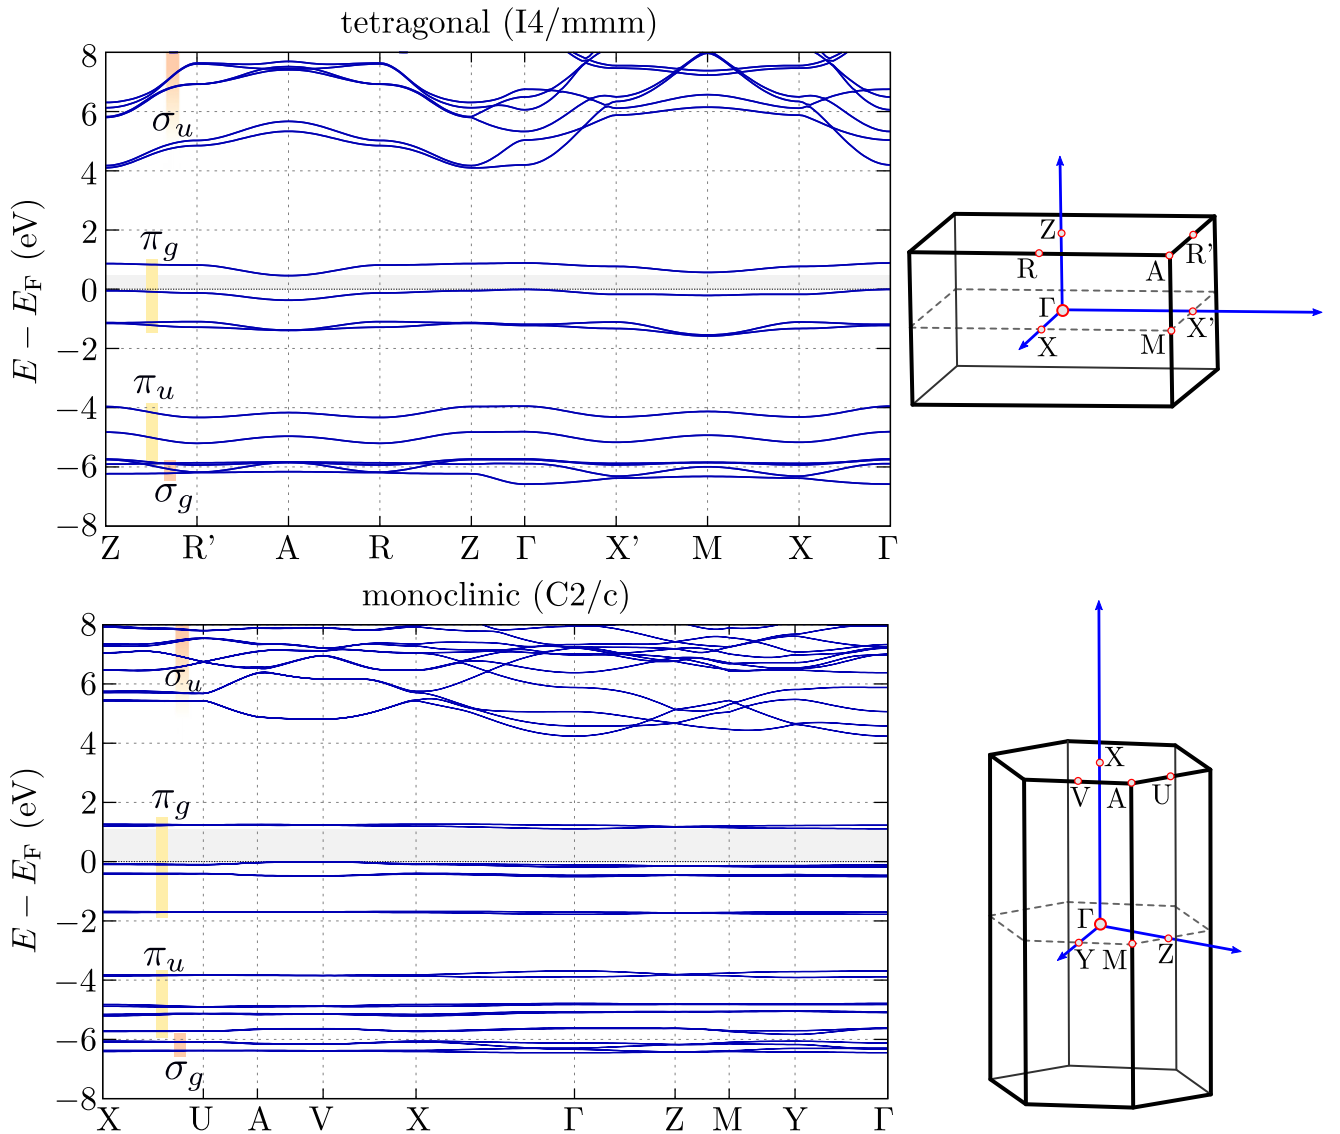 tetragonal (I4/mmm)
E − E_F (eV)
8
6
4
2
0
−2
−4
−6
−8
σ_u
π_g
π_u
σ_g
Z R' A R Z Γ X' M X Γ
Z
R
A
R'
Γ
X
M
X'
monoclinic (C2/c)
E − E_F (eV)
8
6
4
2
0
−2
−4
−6
−8
σ_u
π_g
π_u
σ_g
X U A V X Γ Z M Y Γ
X
V A U
Γ
Y M Z